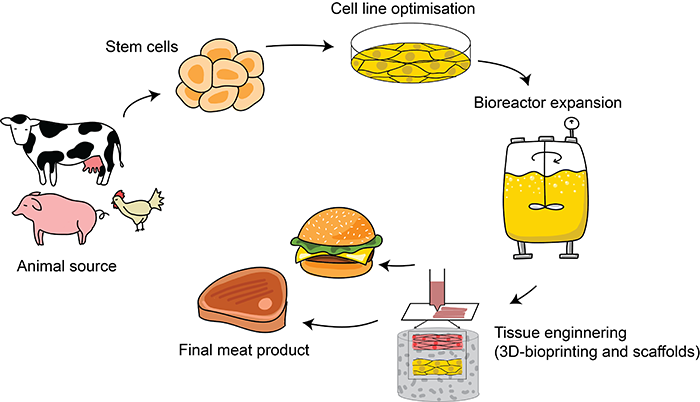 Cell line optimisation
Stem cells
Bioreactor expansion
Animal source
Tissue enginnering
(3D-bioprinting and scaffolds)
Final meat product